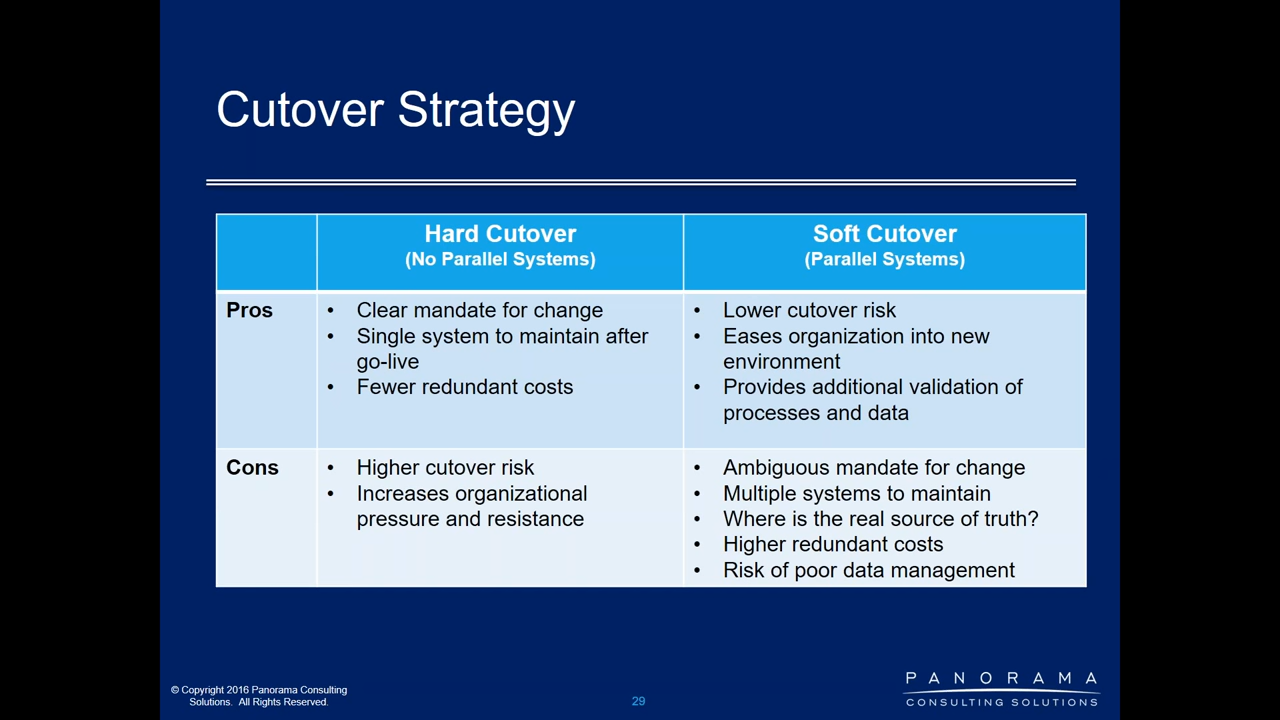 Cutover Strategy
Hard Cutover
(No Parallel Systems)
Soft Cutover
(Parallel Systems)
Pros
• Clear mandate for change
• Single system to maintain after
go-live
• Fewer redundant costs
• Lower cutover risk
• Eases organization into new
environment
• Provides additional validation of
processes and data
Cons
• Higher cutover risk
• Increases organizational
pressure and resistance
• Ambiguous mandate for change
• Multiple systems to maintain
• Where is the real source of truth?
• Higher redundant costs
• Risk of poor data management
© Copyright 2016 Panorama Consulting
Solutions. All Rights Reserved.
29
PANORAMA
CONSULTING SOLUTIONS